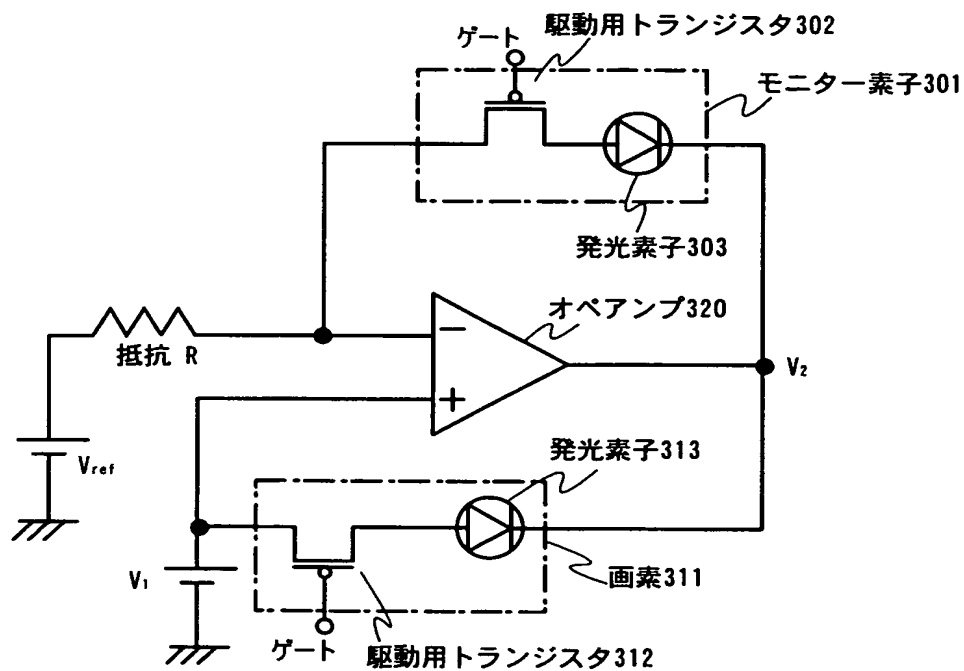 駆動用トランジスタ302
ゲート
モニター素子301
発光素子303
オペアンプ320
−
抵抗 R
V₂
+
Vref
発光素子313
V₁
画素311
ゲート
駆動用トランジスタ312